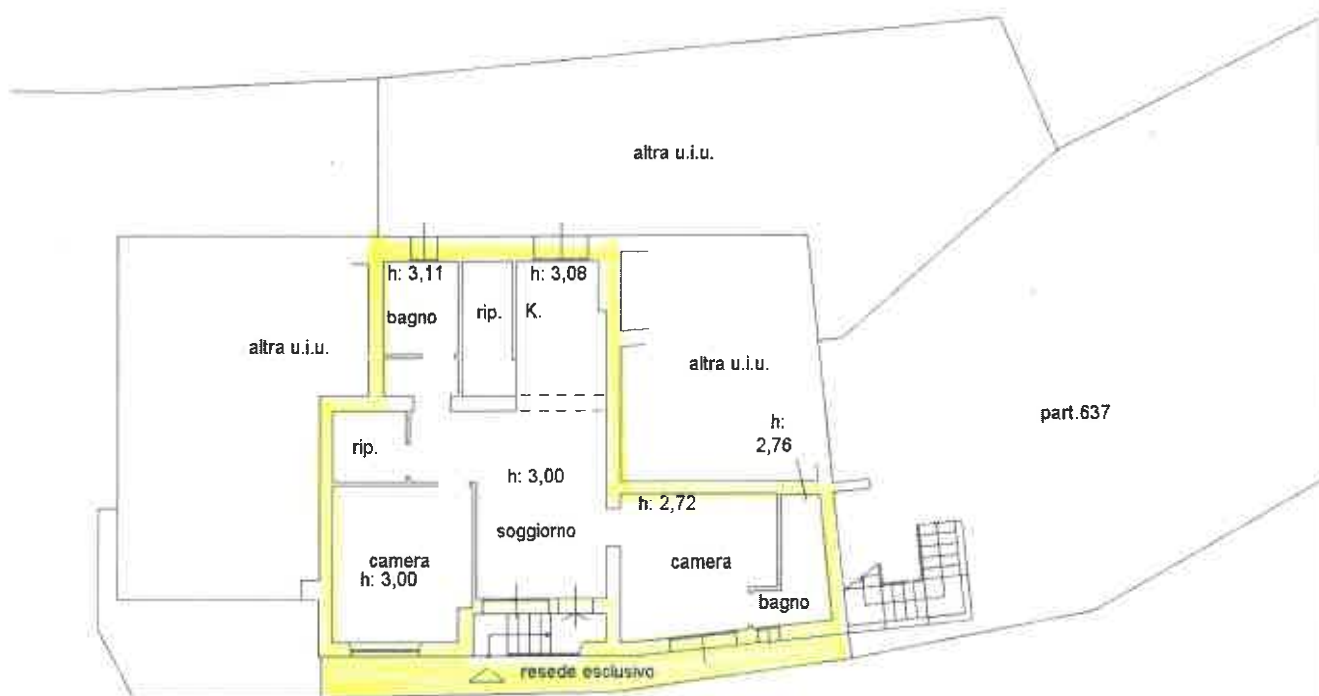 altra u.i.u.
h: 3,11
h: 3,08
bagno
rip.
K.
altra u.i.u.
altra u.i.u.
part.637
h:
2,76
rip.
h: 3,00
h: 2,72
soggiorno
camera
h: 3,00
camera
bagno
resede esclusivo